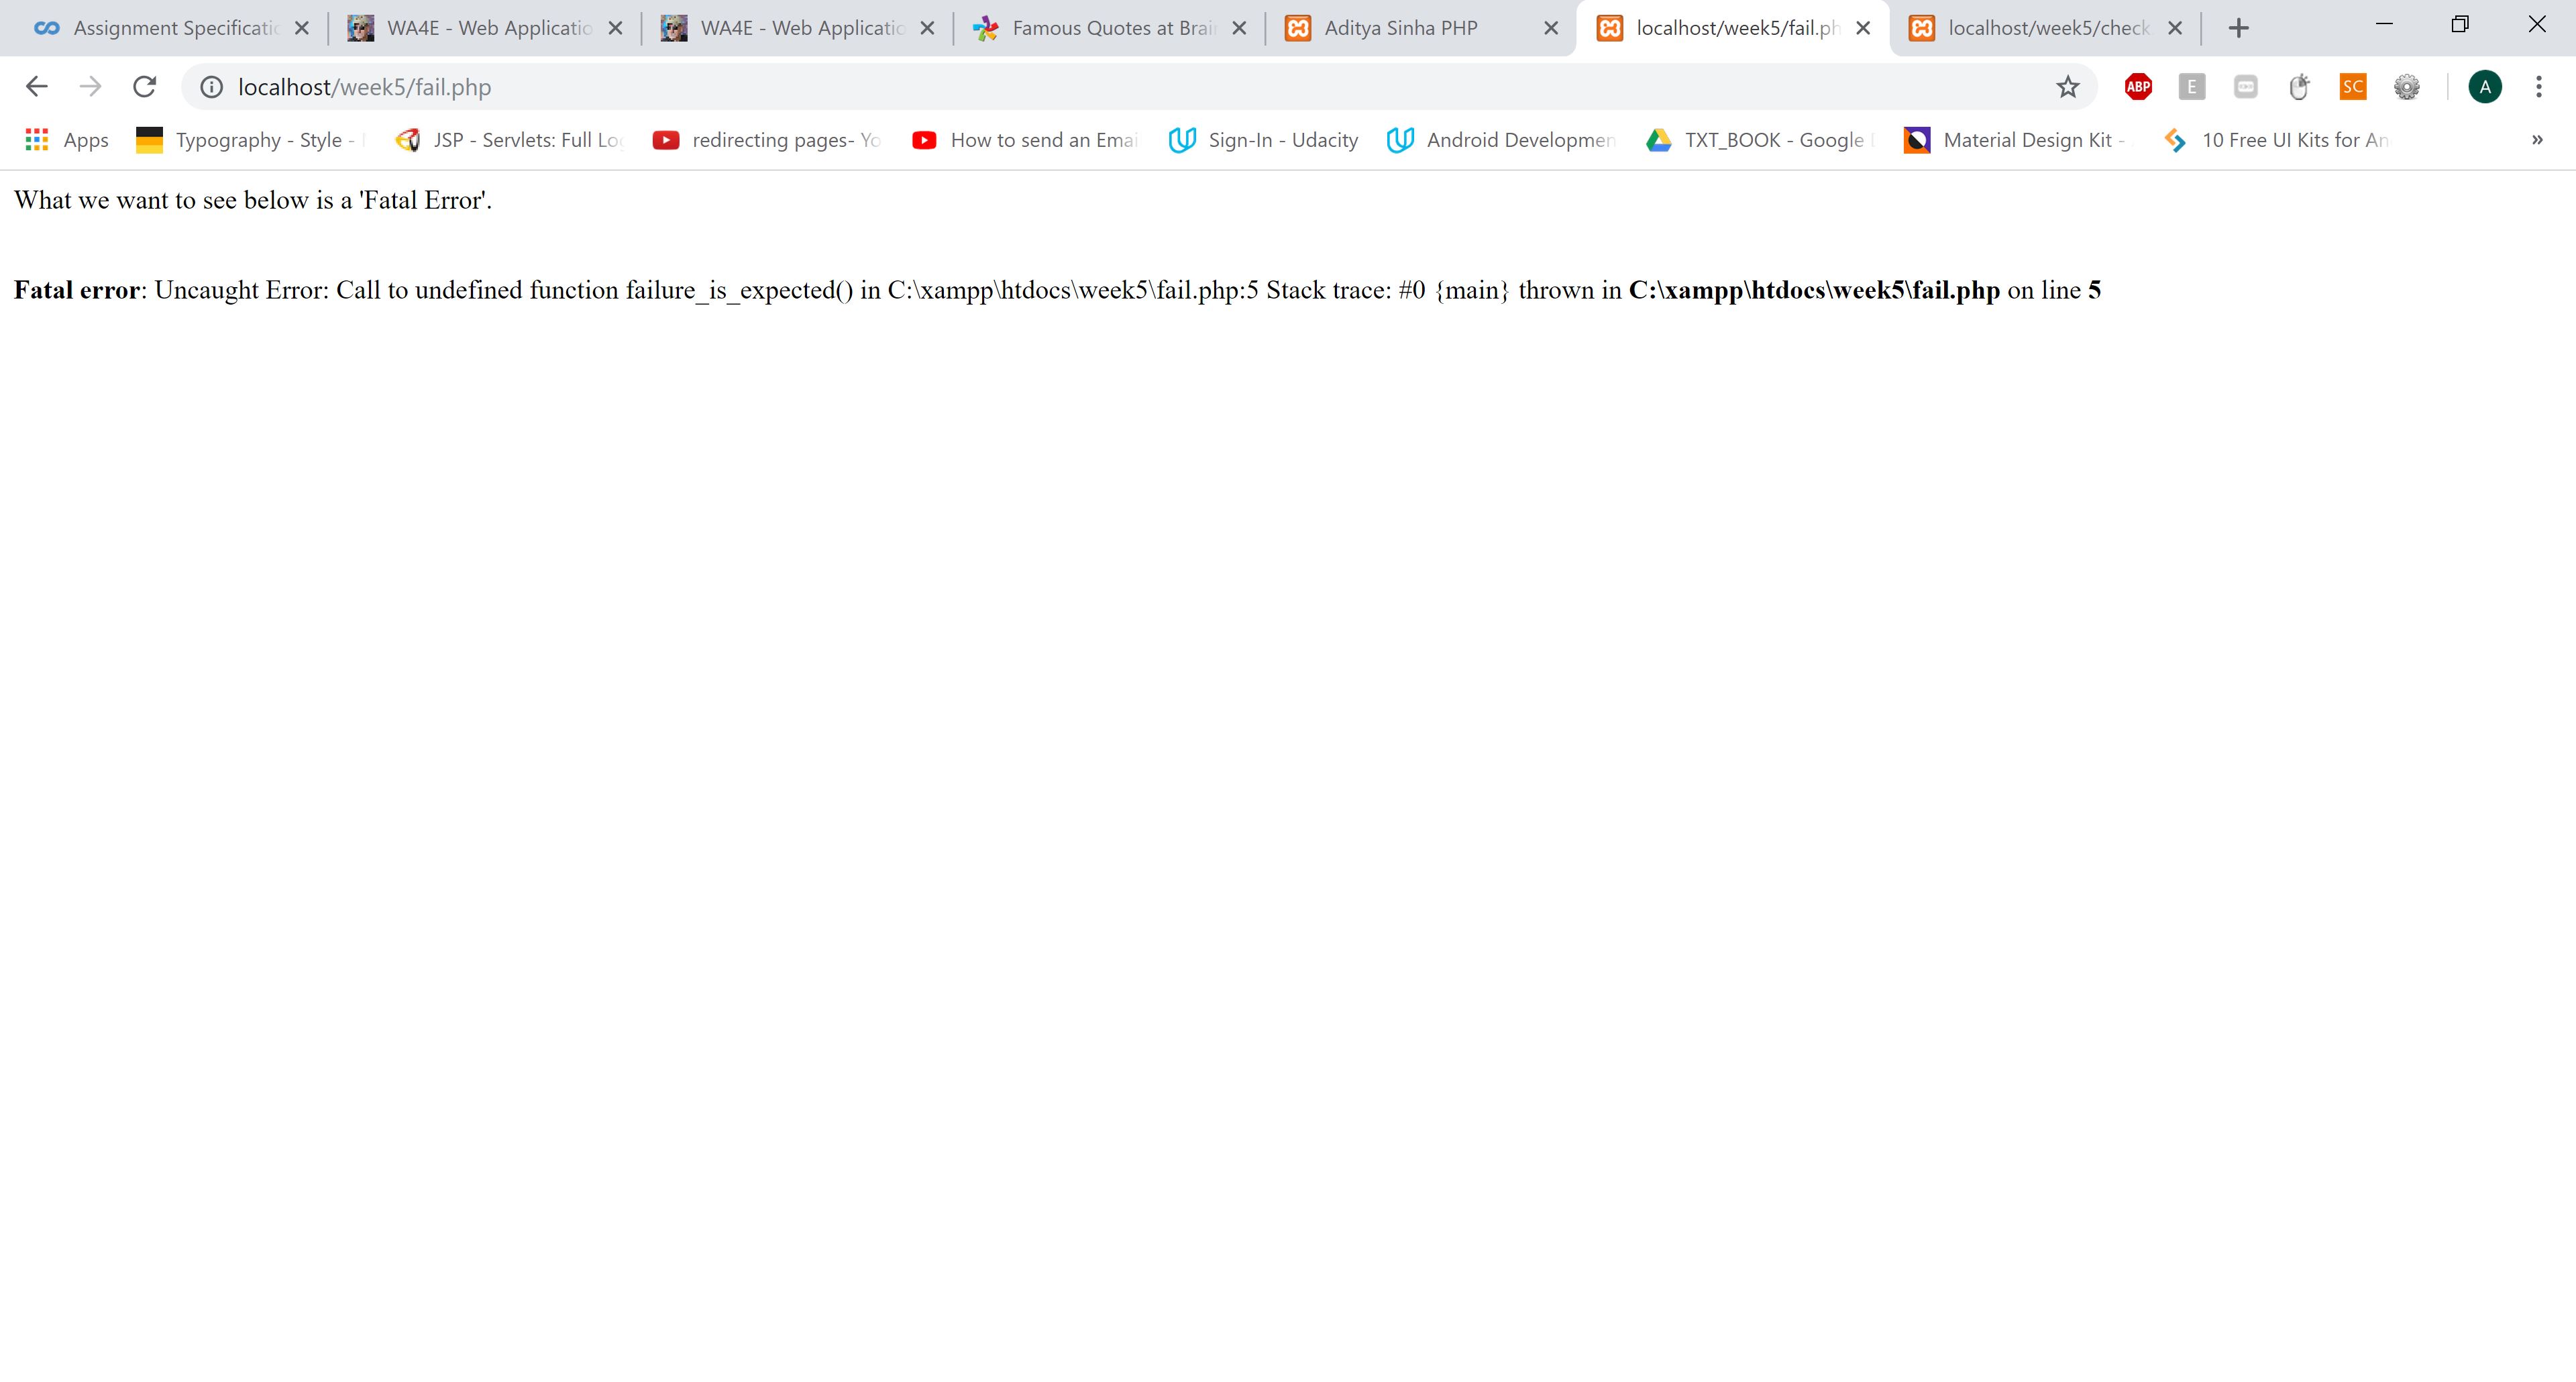 Assignment Specificatic
WA4E - Web Applicatio
WA4E - Web Applicatic
Famous Quotes at Brai
Aditya Sinha PHP
localhost/week5/fail.ph
localhost/week5/check
localhost/week5/fail.php
ABP
E
SC
A
Apps
Typography - Style -
JSP - Servlets: Full Lo
redirecting pages- Yo
How to send an Emai
Sign-In - Udacity
Android Developmen
TXT_BOOK - Google
Material Design Kit -
10 Free UI Kits for An
»
What we want to see below is a 'Fatal Error'.
Fatal error: Uncaught Error: Call to undefined function failure_is_expected() in C:\xampp\htdocs\week5\fail.php:5 Stack trace: #0 {main} thrown in C:\xampp\htdocs\week5\fail.php on line 5